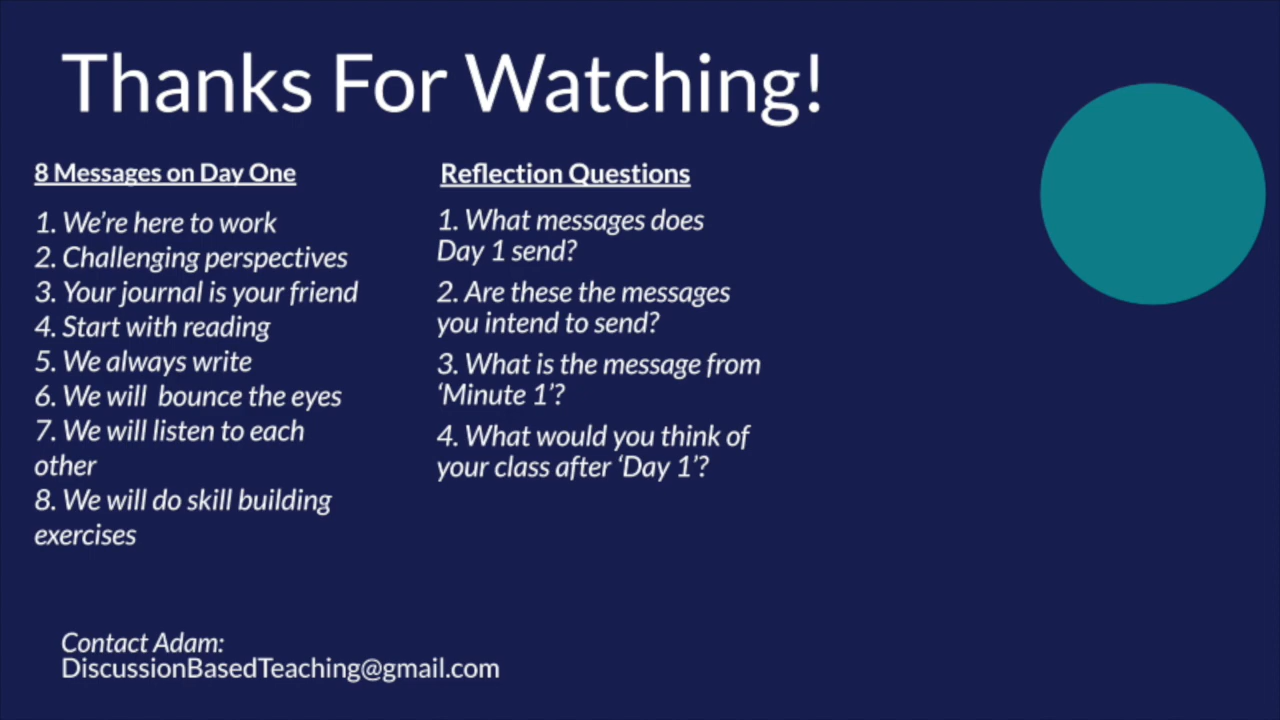 Thanks For Watching!
8 Messages on Day One
1. We're here to work
2. Challenging perspectives
3. Your journal is your friend
4. Start with reading
5. We always write
6. We will  bounce the eyes
7. We will listen to each
other
8. We will do skill building
exercises
Reflection Questions
1. What messages does
Day 1 send?
2. Are these the messages
you intend to send?
3. What is the message from
‘Minute 1’?
4. What would you think of
your class after ‘Day 1’?
Contact Adam:
DiscussionBasedTeaching@gmail.com